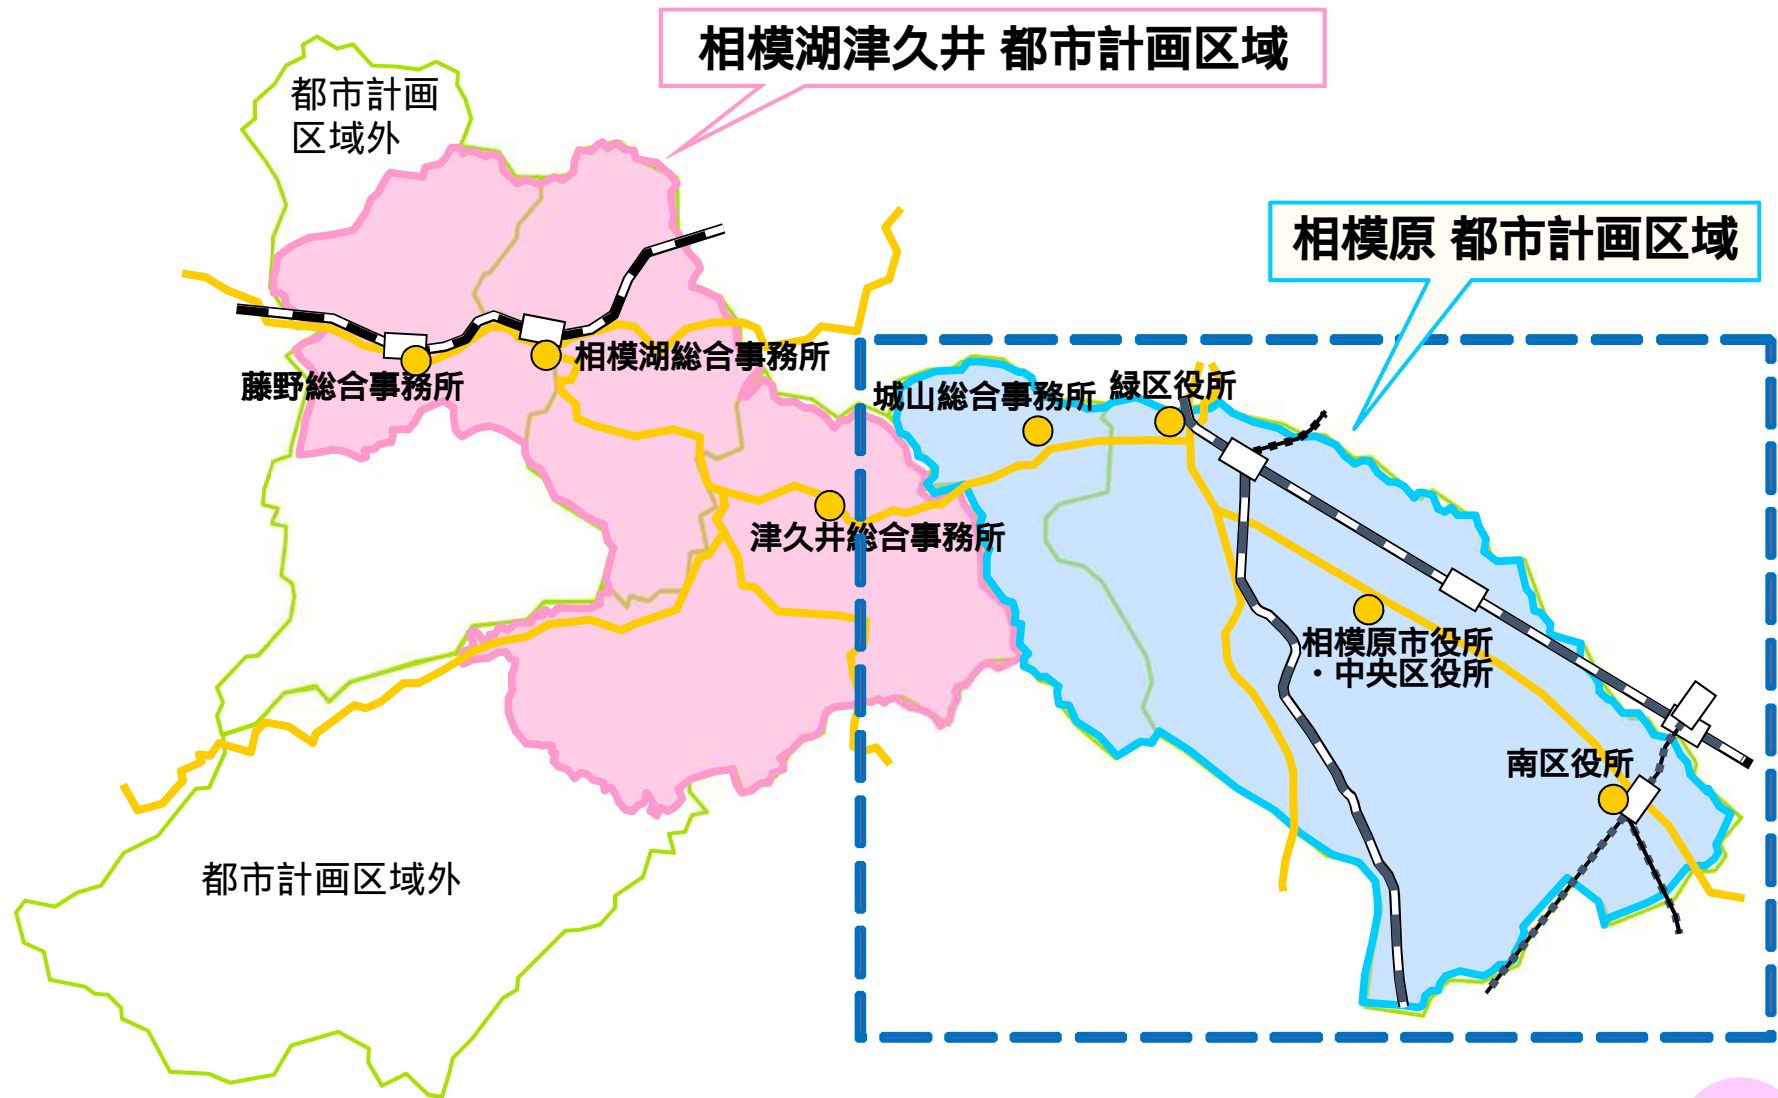 相模湖津久井 都市計画区域
都市計画
区域外
相模原 都市計画区域
相模湖総合事務所
藤野総合事務所
城山総合事務所
緑区役所
津久井総合事務所
相模原市役所
・中央区役所
南区役所
都市計画区域外